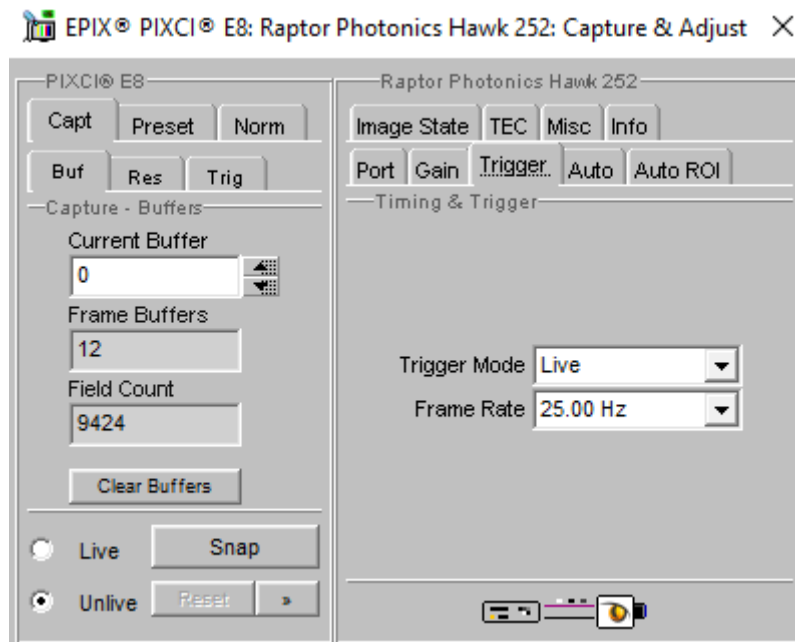 EPIX® PIXCI® E8: Raptor Photonics Hawk 252: Capture & Adjust
PIXCI® E8
Capt Preset Norm
Buf Res Trig
Capture - Buffers
Current Buffer
0
Frame Buffers
12
Field Count
9424
Clear Buffers
Live Snap
Unlive Reset »
Raptor Photonics Hawk 252
Image State TEC Misc Info
Port Gain Trigger Auto Auto ROI
Timing & Trigger
Trigger Mode Live
Frame Rate 25.00 Hz